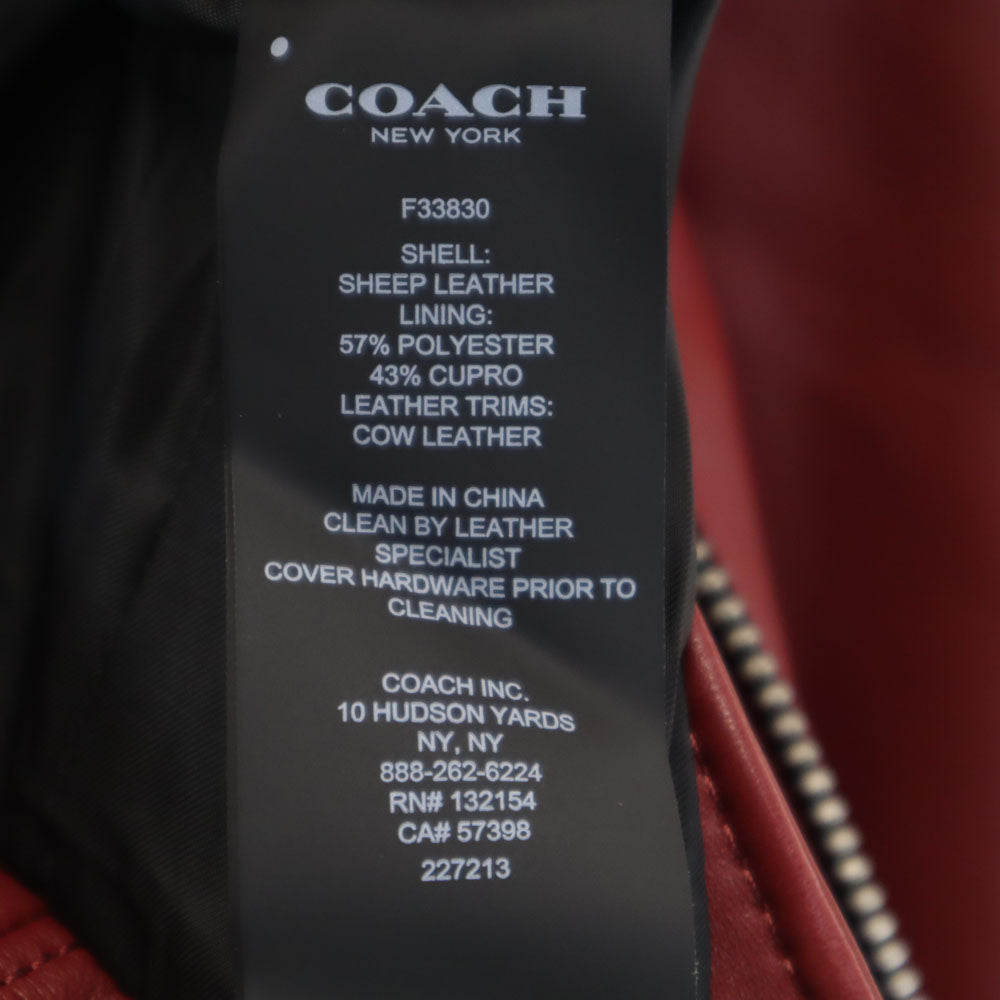 COACH
NEW YORK
F33830
SHELL:
SHEEP LEATHER
LINING:
57% POLYESTER
43% CUPRO
LEATHER TRIMS:
COW LEATHER
MADE IN CHINA
CLEAN BY LEATHER
SPECIALIST
COVER HARDWARE PRIOR TO
CLEANING
COACH INC.
10 HUDSON YARDS
NY, NY
888-262-6224
RN# 132154
CA# 57398
227213